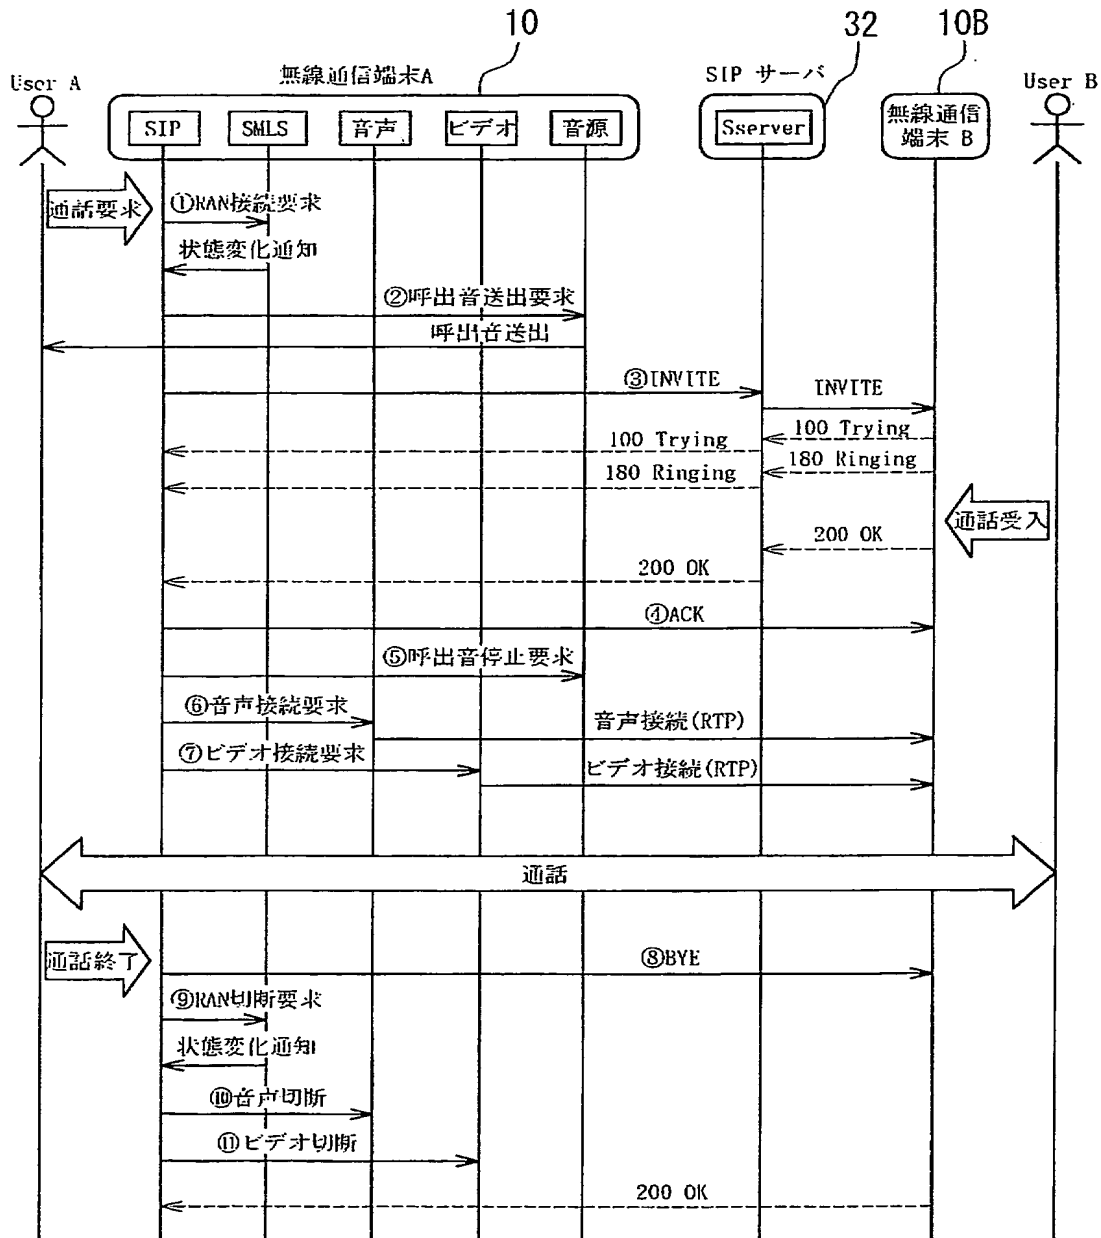 10
32
10B
User A
無線通信端末A
SIP サーバ
User B
SIP
SMLS
音声
ビデオ
音源
Sserver
無線通信
端末 B
通話要求
①RAN接続要求
状態変化通知
②呼出音送出要求
呼出音送出
③INVITE
INVITE
100 Trying
100 Trying
180 Ringing
180 Ringing
通話受入
200 OK
200 OK
④ACK
⑤呼出音停止要求
⑥音声接続要求
音声接続(RTP)
⑦ビデオ接続要求
ビデオ接続(RTP)
通話
通話終了
⑧BYE
⑨RAN切断要求
状態変化通知
⑩音声切断
⑪ビデオ切断
200 OK